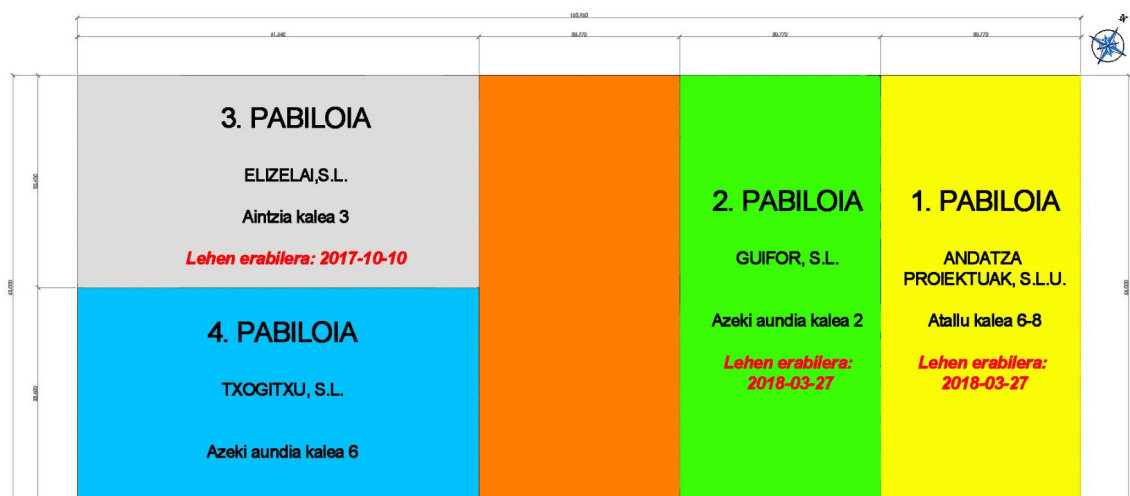 3. PABILOIA
ELIZELAI,S.L.
Aintzia kalea 3
Lehen erabilera: 2017-10-10
4. PABILOIA
TXOGITXU, S.L.
Azeki aundia kalea 6
2. PABILOIA
GUIFOR, S.L.
Azeki aundia kalea 2
Lehen erabilera:
2018-03-27
1. PABILOIA
ANDATZA
PROIEKTUAK, S.L.U.
Atallu kalea 6-8
Lehen erabilera:
2018-03-27